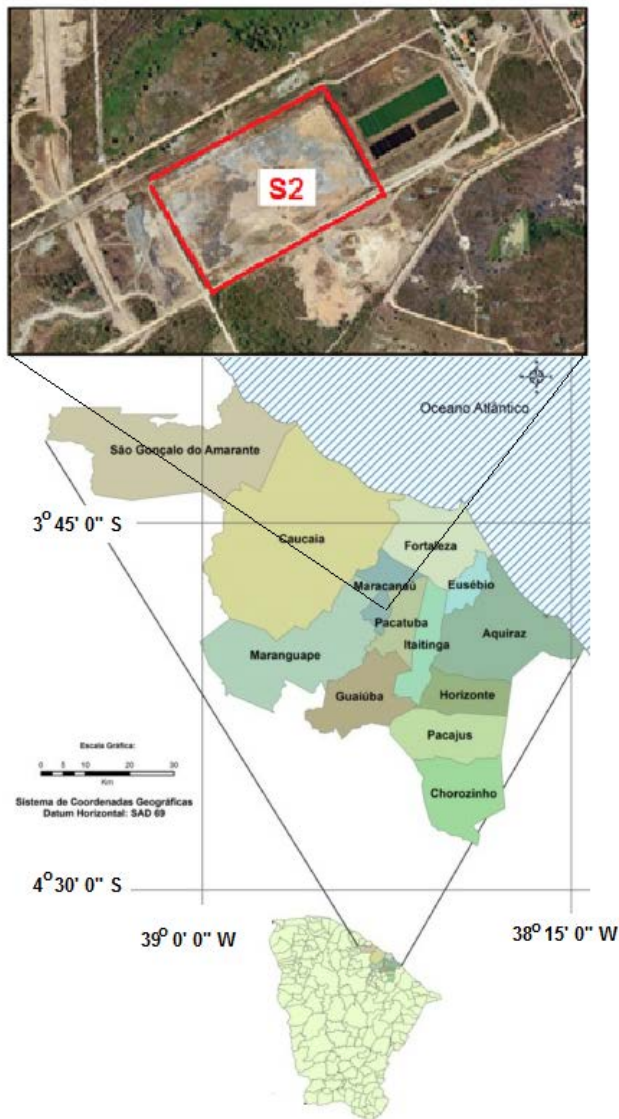 S2
Oceano Atlântico
São Gonçalo do Amarante
3° 45' 0" S
Caucaia
Fortaleza
Maracanaú
Eusébio
Pacatuba
Aquiraz
Itaitinga
Maranguape
Guaiúba
Horizonte
Pacajus
Escala Gráfica:
0 5 10 20 30
Km
Sistema de Coordenadas Geográficas
Datum Horizontal: SAD 69
Chorozinho
4° 30' 0" S
39° 0' 0" W
38° 15' 0" W